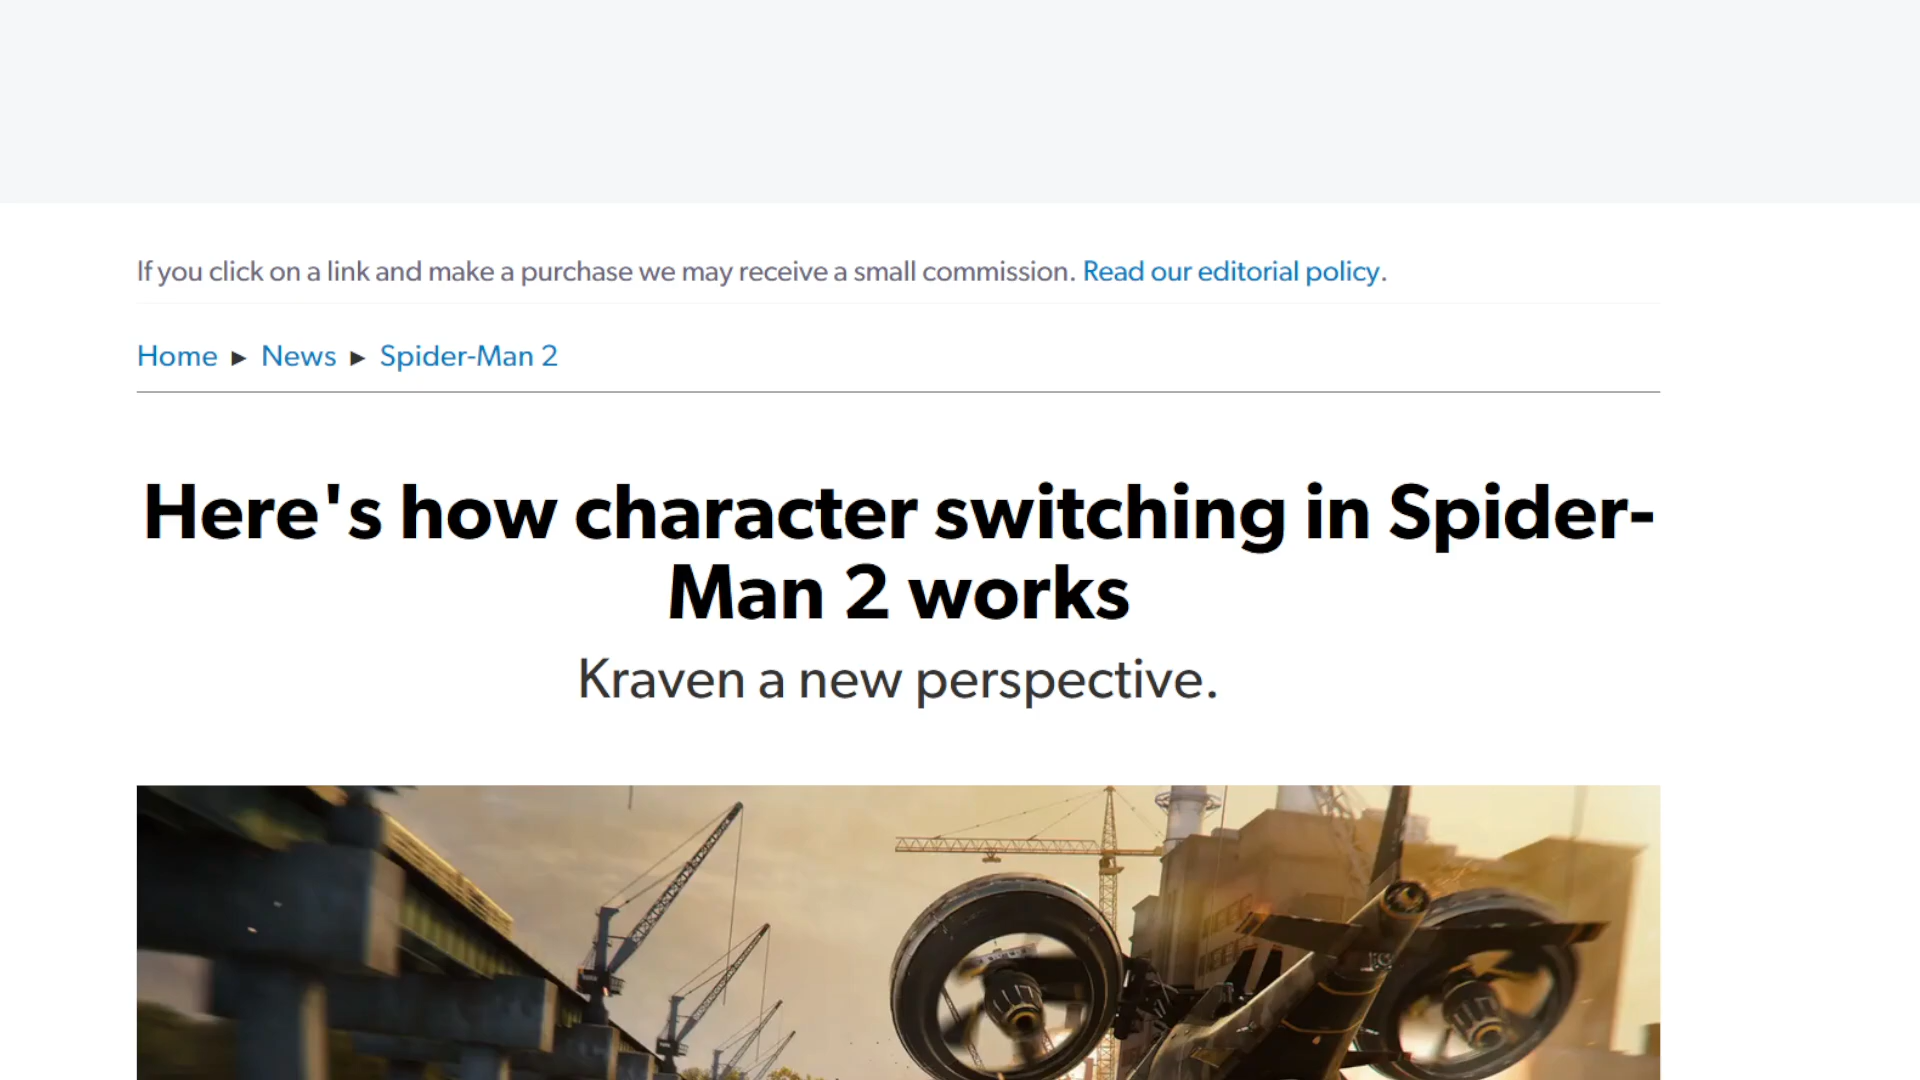 If you click on a link and make a purchase we may receive a small commission. Read our editorial policy.
Home ► News ► Spider-Man 2
Here's how character switching in Spider-
Man 2 works
Kraven a new perspective.